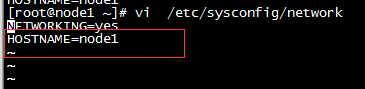 HOSTNAME=node1
[root@node1 ~]# vi  /etc/sysconfig/network
NETWORKING=yes
HOSTNAME=node1
~
~
~